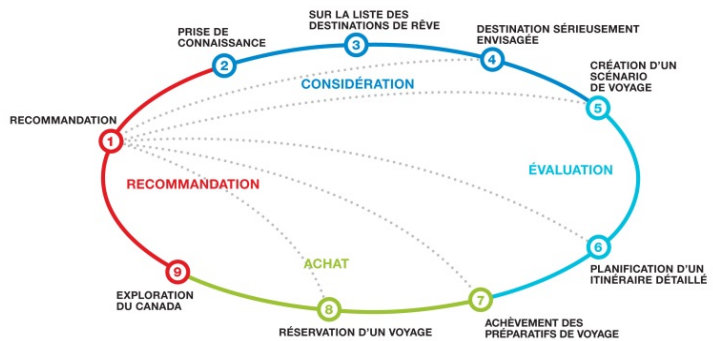 RECOMMANDATION
1
PRISE DE
CONNAISSANCE
2
SUR LA LISTE DES
DESTINATIONS DE RÊVE
3
DESTINATION SÉRIEUSEMENT
ENVISAGÉE
4
CRÉATION D'UN
SCÉNARIO
DE VOYAGE
5
CONSIDÉRATION
ÉVALUATION
RECOMMANDATION
ACHAT
6
PLANIFICATION D'UN
ITINÉRAIRE DÉTAILLÉ
7
ACHÈVEMENT DES
PRÉPARATIFS DE VOYAGE
8
RÉSERVATION D'UN VOYAGE
9
EXPLORATION
DU CANADA